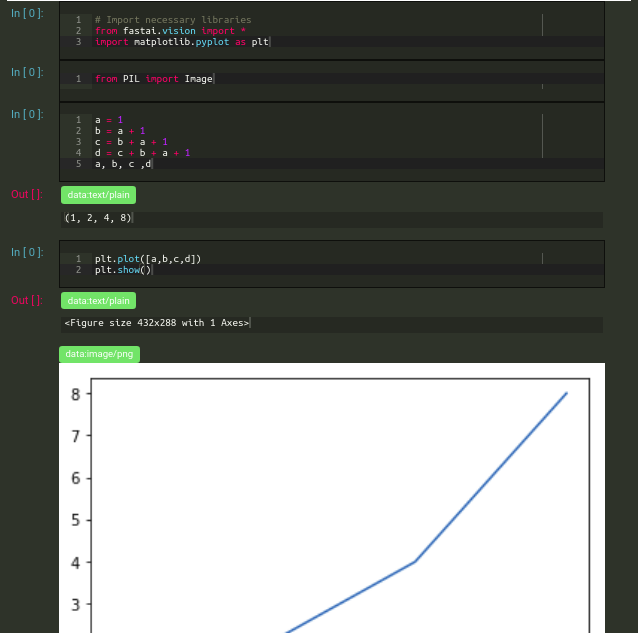 In [ 0 ]:
1 # Import necessary libraries
2 from fastai.vision import *
3 import matplotlib.pyplot as plt
In [ 0 ]:
1 from PIL import Image
In [ 0 ]:
1 a = 1
2 b = a + 1
3 c = b + a + 1
4 d = c + b + a + 1
5 a, b, c ,d
Out [ ]:
data:text/plain
(1, 2, 4, 8)
In [ 0 ]:
1 plt.plot([a,b,c,d])
2 plt.show()
Out [ ]:
data:text/plain
<Figure size 432x288 with 1 Axes>
data:image/png
8
7
6
5
4
3